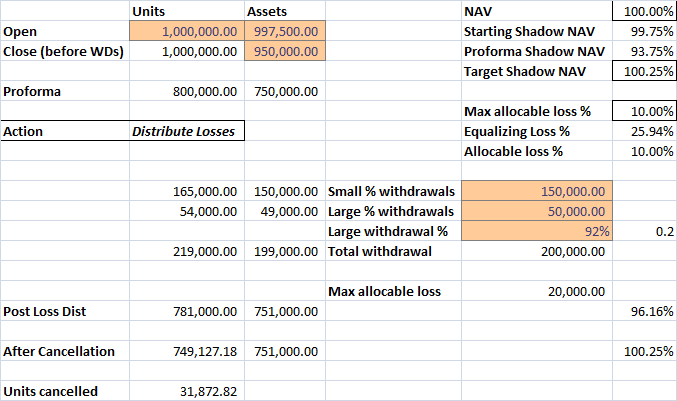 Units Assets NAV 100.00%
Open 1,000,000.00 997,500.00 Starting Shadow NAV 99.75%
Close (before WDs) 1,000,000.00 950,000.00 Proforma Shadow NAV 93.75%
Target Shadow NAV 100.25%
Proforma 800,000.00 750,000.00
Max allocable loss % 10.00%
Action Distribute Losses Equalizing Loss % 25.94%
Allocable loss % 10.00%
165,000.00 150,000.00 Small % withdrawals 150,000.00
54,000.00 49,000.00 Large % withdrawals 50,000.00
Large withdrawal % 92% 0.2
219,000.00 199,000.00 Total withdrawal 200,000.00
Max allocable loss 20,000.00
Post Loss Dist 781,000.00 751,000.00 96.16%
After Cancellation 749,127.18 751,000.00 100.25%
Units cancelled 31,872.82